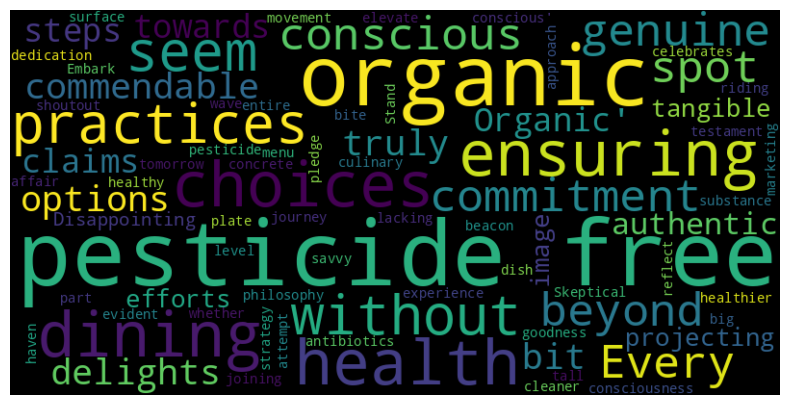 surface
movement
elevate
conscious '
steps
towards
conscious
genuine
dedication
seem
organic
approach
celebrates
Embark
spot
commendable
riding
shoutout
wave
entire
Stand
tangible
practices
bite
Organic'
testament
marketing
pesticide
menu
truly
ensuring
claims
tomorrow
concrete
pledge
culinary
affair
healthy
choices
commitment
substance
options
Disappointing
plate
journey
lacking
image
authentic
pesticide free
level
savvy
dish
reflect
part
efforts
philosophy
experience
Skeptical
healthier
evident
whether
without
beacon
beyond
big
haven
dining
strategy
attempt
antibiotics
goodness
projecting
health
bit
Every
delights
joining
cleaner
tall
consciousness